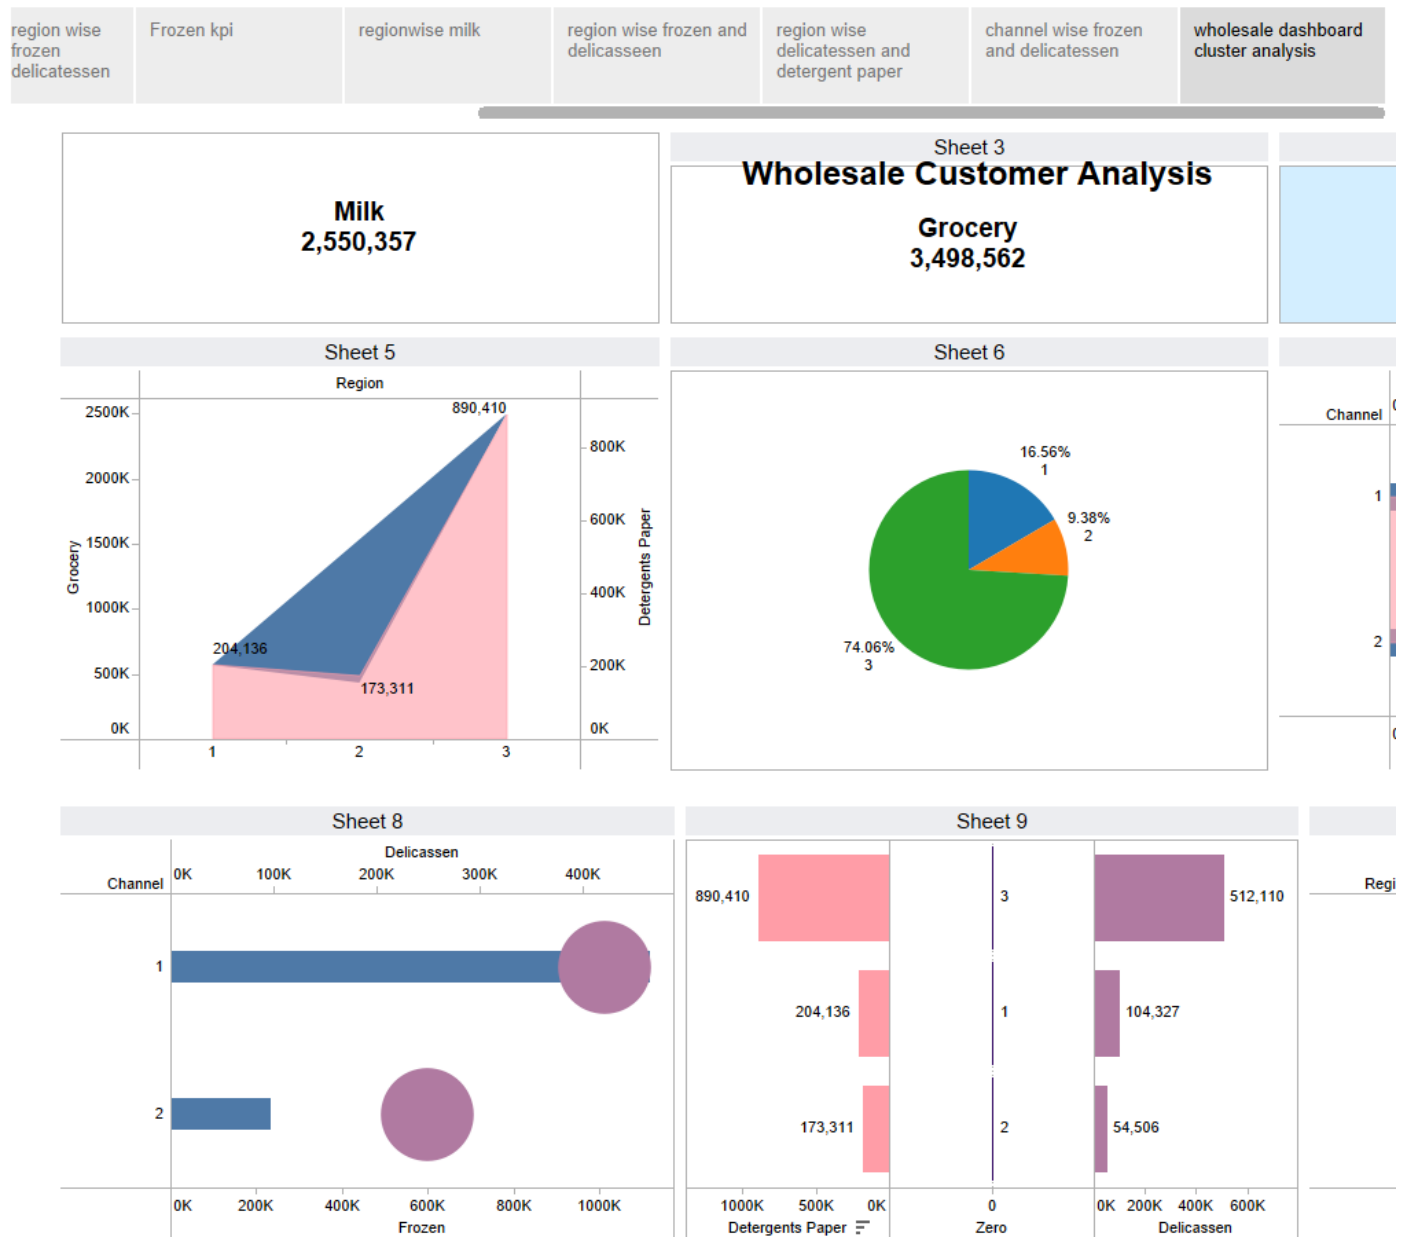 region wise
frozen
delicatessen
Frozen kpi
regionwise milk
region wise frozen and
delicasseen
region wise
delicatessen and
detergent paper
channel wise frozen
and delicatessen
wholesale dashboard
cluster analysis
Milk
2,550,357
Sheet 3
Wholesale Customer Analysis
Grocery
3,498,562
Sheet 5
Region
2500K
2000K
1500K
1000K
500K
0K
Grocery
890,410
204,136
173,311
800K
600K
400K
200K
0K
Detergents Paper
1
2
3
Sheet 6
16.56%
1
9.38%
2
74.06%
3
Channel
1
2
Sheet 8
Delicassen
Channel
0K 100K 200K 300K 400K
1
2
0K 200K 400K 600K 800K 1000K
Frozen
Sheet 9
890,410 3 512,110
204,136 1 104,327
173,311 2 54,506
1000K 500K 0K 0 0K 200K 400K 600K
Detergents Paper Zero Delicassen
Regi